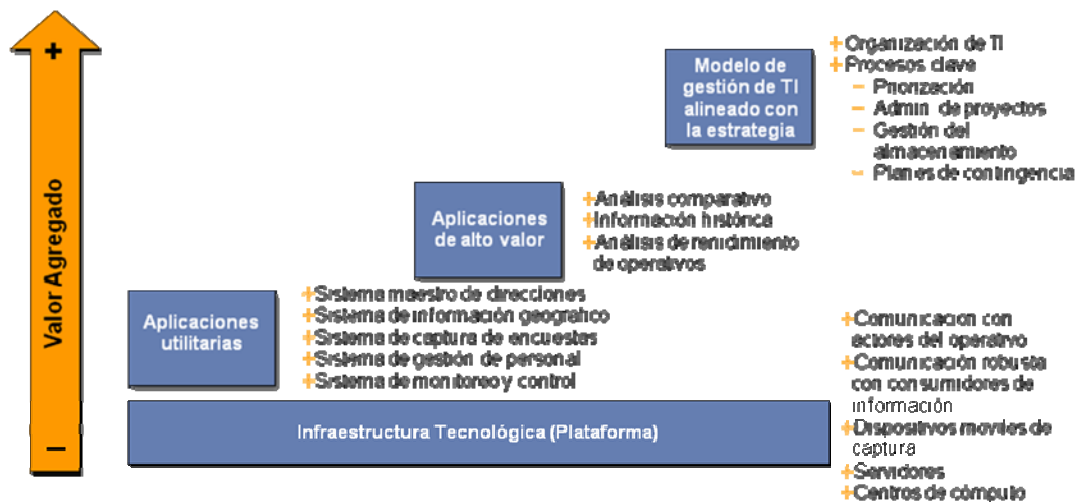 +
Valor Agregado
−
Modelo de
gestión de TI
alineado con
la estrategia
+Organización de TI
+Procesos clave
− Priorización
− Admin de proyectos
− Gestión del
almacenamiento
− Planes de contingencia
Aplicaciones
de alto valor
+Análisis comparativo
+Información histórica
+Análisis de rendimiento
de operativos
Aplicaciones
utilitarias
+Sistema maestro de direcciones
+Sistema de información geográfico
+Sistema de captura de encuestas
+Sistema de gestión de personal
+Sistema de monitoreo y control
Infraestructura Tecnológica (Plataforma)
+Comunicación con
actores del operativo
+Comunicación robusta
con consumidores de
información
+Dispositivos móviles de
captura
+Servidores
+Centros de cómputo